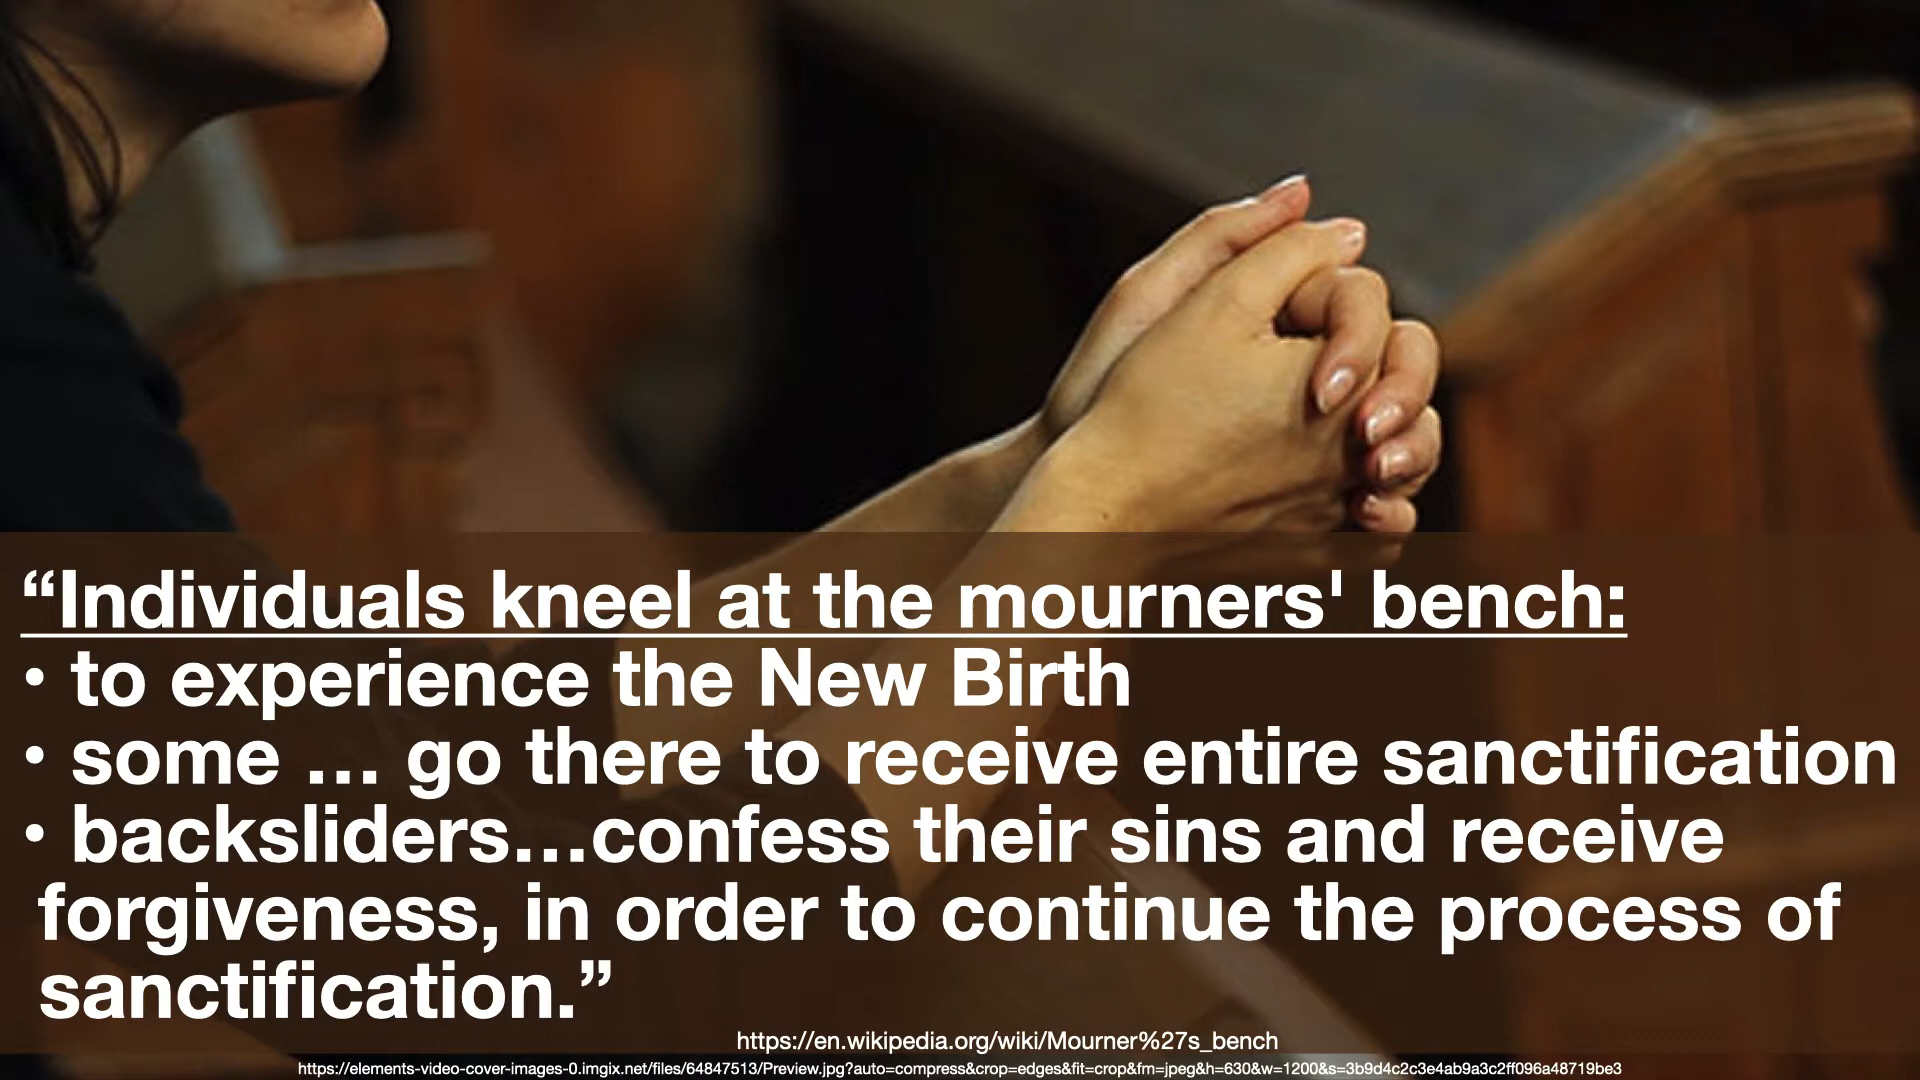 “Individuals kneel at the mourners' bench:
• to experience the New Birth
• some … go there to receive entire sanctification
• backsliders…confess their sins and receive
forgiveness, in order to continue the process of
sanctification.”
https://en.wikipedia.org/wiki/Mourner%27s_bench
https://elements-video-cover-images-0.imgix.net/files/64847513/Preview.jpg?auto=compress&crop=edges&fit=crop&fm=jpeg&h=630&w=1200&s=3b9d4c2c3e4ab9a3c2ff096a48719be3